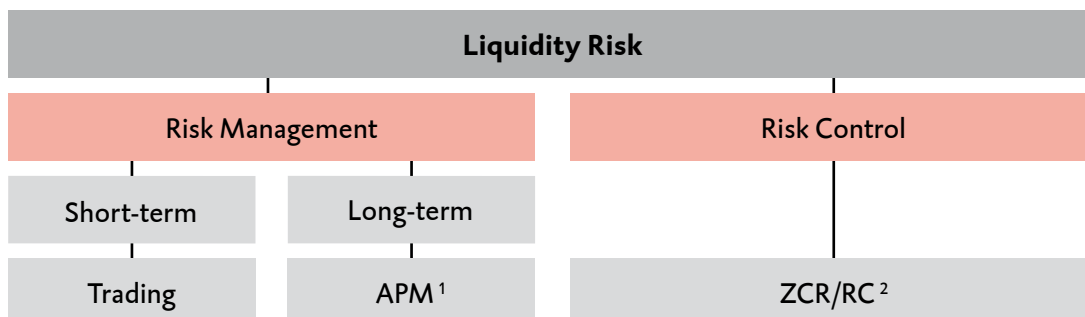 Liquidity Risk
Risk Management
Risk Control
Short-term
Long-term
Trading
APM ¹
ZCR/RC ²